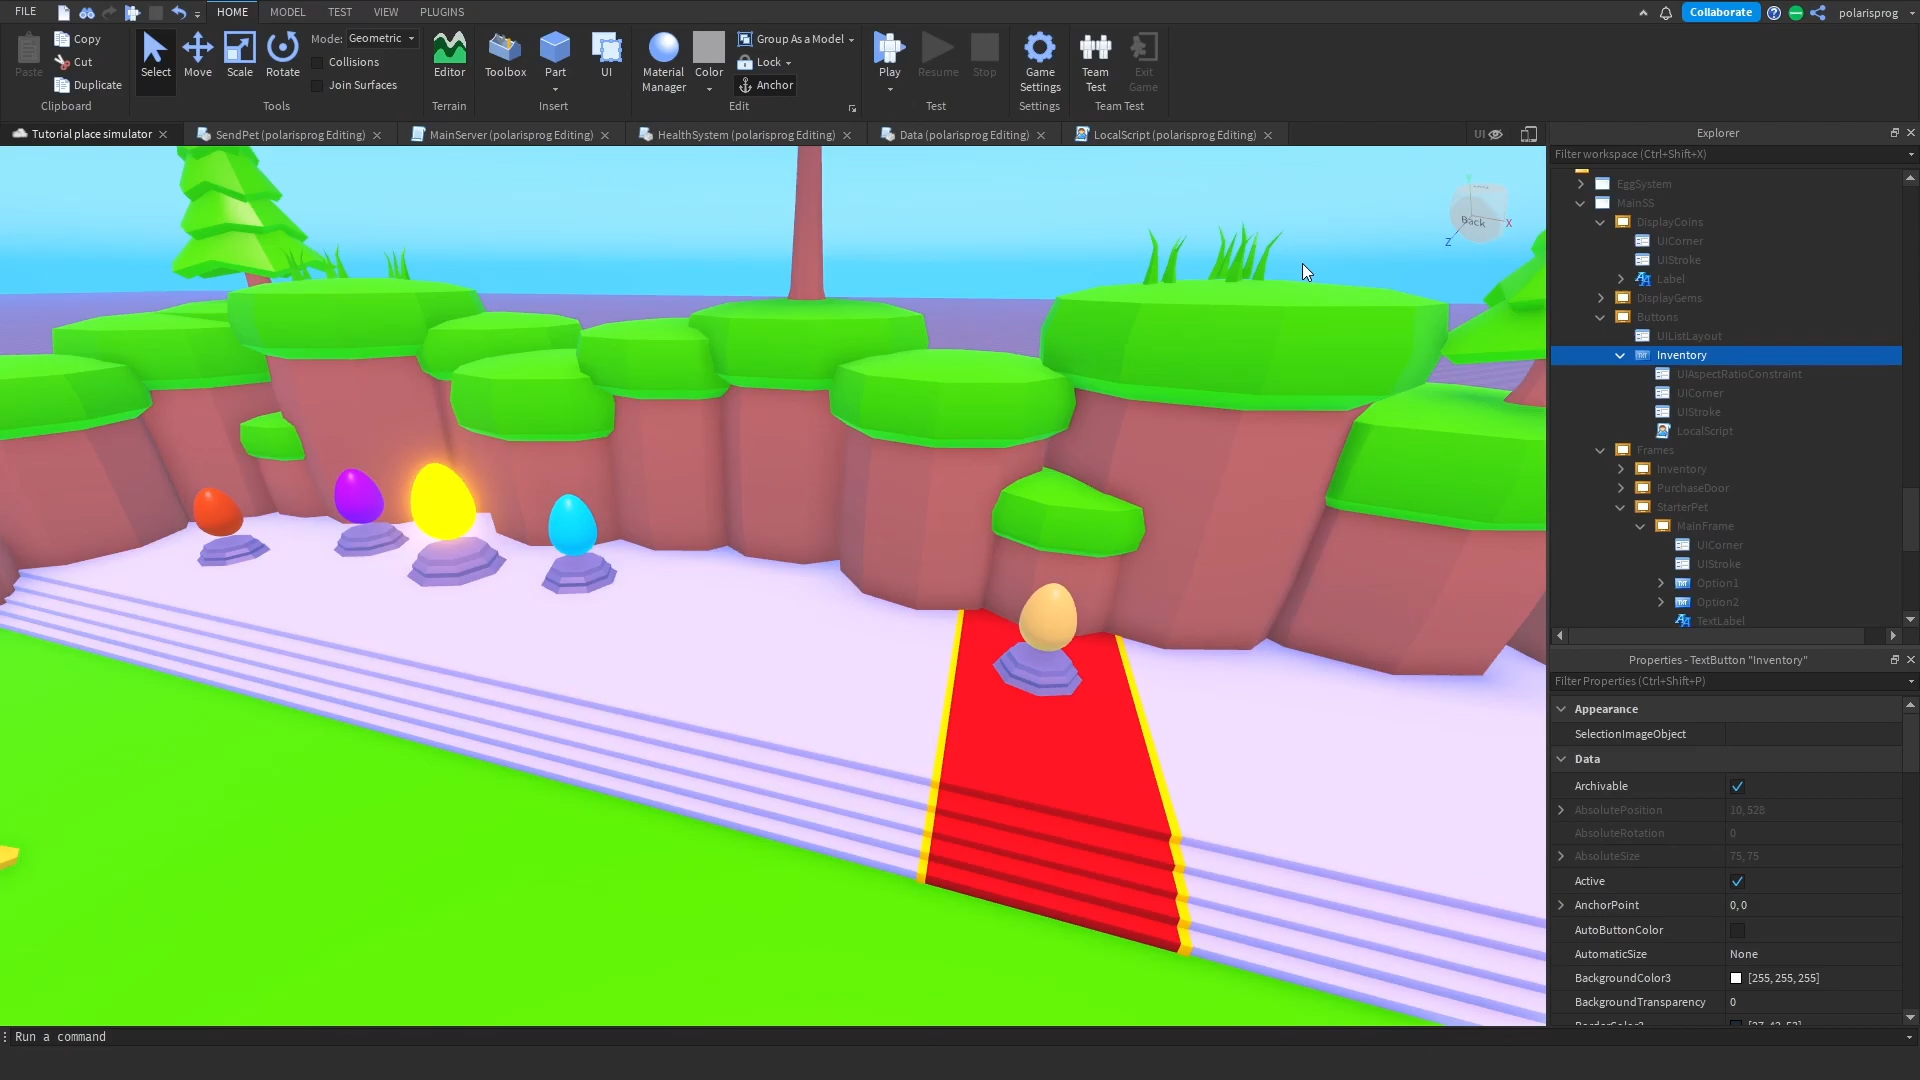 FILE HOME MODEL TEST VIEW PLUGINS Collaborate polarisprog
Paste Copy Cut Duplicate Clipboard
Select Move Scale Rotate Mode: Geometric Collisions Join Surfaces Tools
Editor Terrain
Toolbox Part UI Insert
Material Manager Color Group As a Model Lock Anchor Edit
Play Resume Stop Test
Game Settings Settings
Team Test Exit Game Team Test
Tutorial place simulator SendPet (polarisprog Editing) MainServer (polarisprog Editing) HealthSystem (polarisprog Editing) Data (polarisprog Editing) LocalScript (polarisprog Editing) UI
Back X Z
Explorer
Filter workspace (Ctrl+Shift+X)
EggSystem
MainSS
DisplayCoins
UICorner
UIStroke
Label
DisplayGems
Buttons
UIListLayout
Inventory
UIAspectRatioConstraint
UICorner
UIStroke
LocalScript
Frames
Inventory
PurchaseDoor
StarterPet
MainFrame
UICorner
UIStroke
Option1
Option2
TextLabel
Properties - TextButton "Inventory"
Filter Properties (Ctrl+Shift+P)
Appearance
SelectionImageObject
Data
Archivable
AbsolutePosition 10, 528
AbsoluteRotation 0
AbsoluteSize 75, 75
Active
AnchorPoint 0, 0
AutoButtonColor
AutomaticSize None
BackgroundColor3 [255, 255, 255]
BackgroundTransparency 0
Run a command